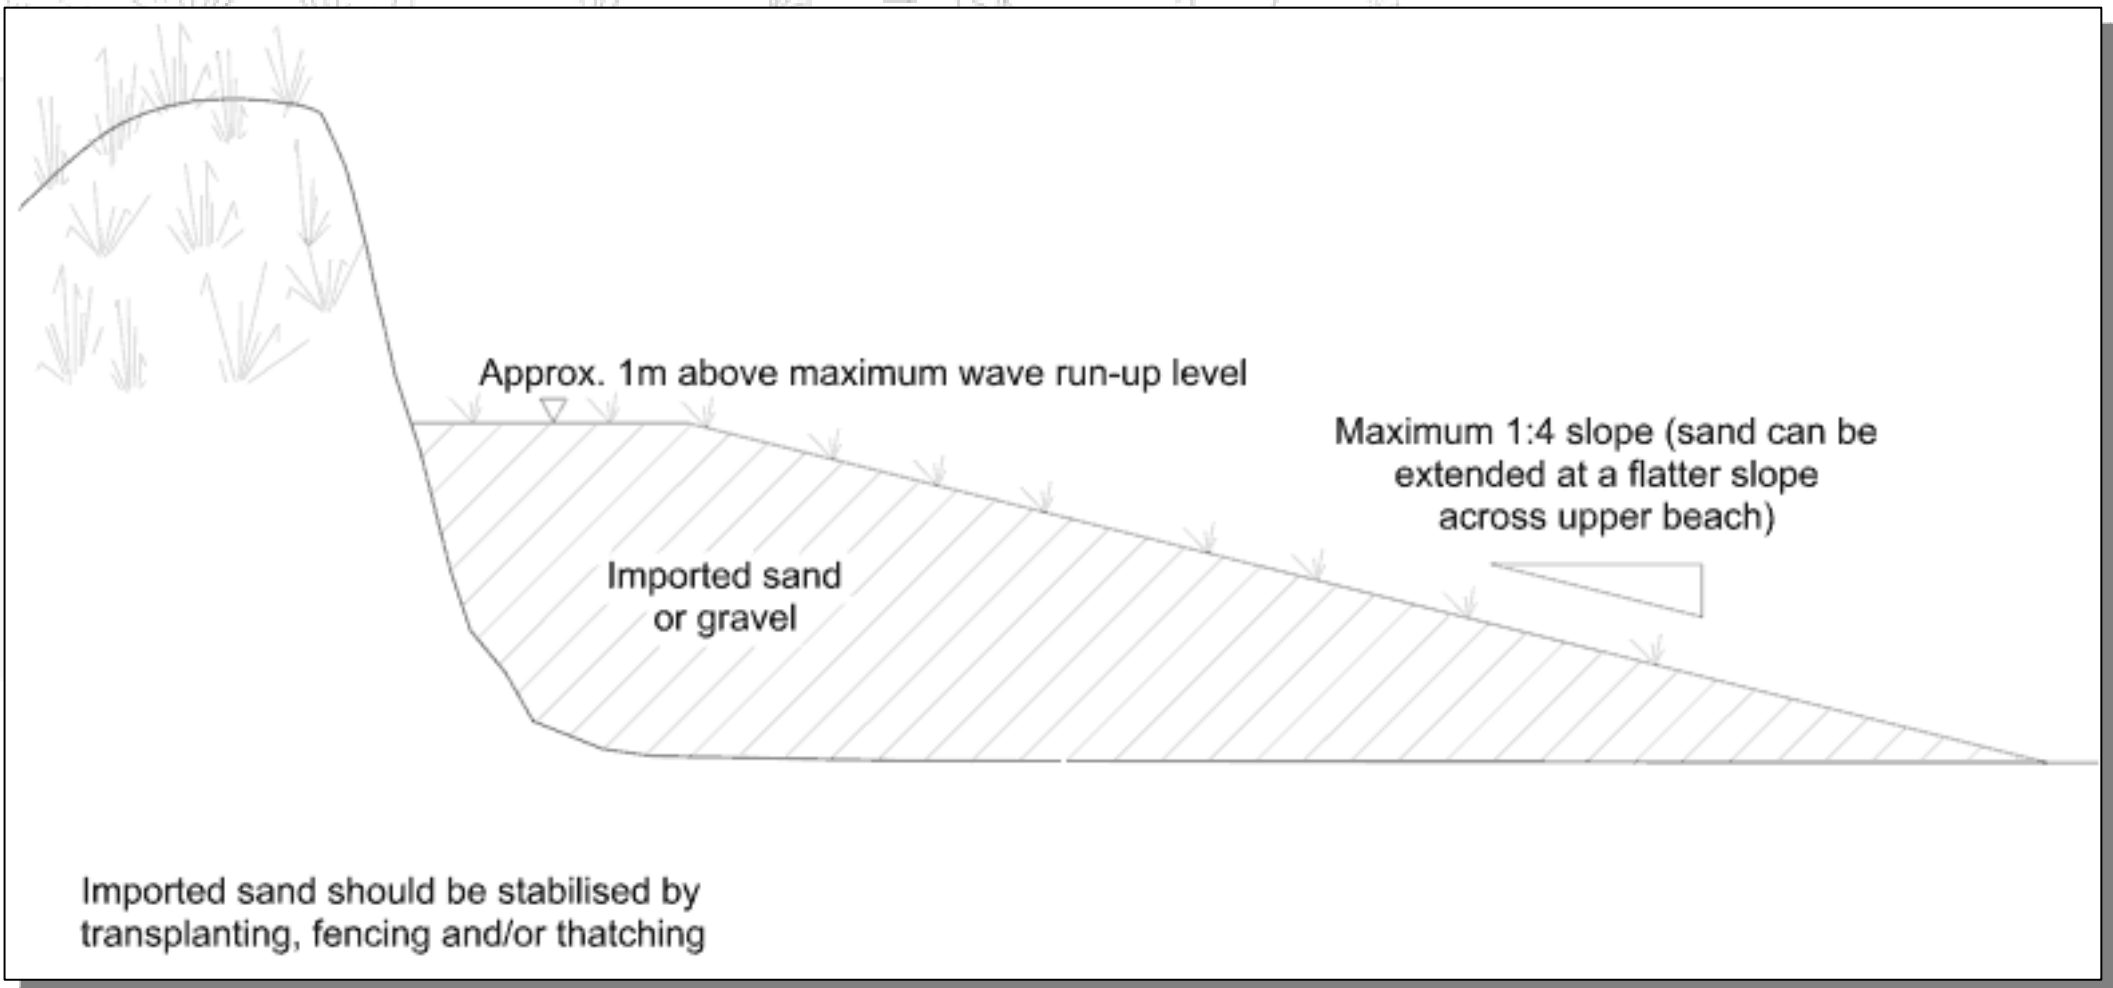 Approx. 1m above maximum wave run-up level
Maximum 1:4 slope (sand can be
extended at a flatter slope
across upper beach)
Imported sand
or gravel
Imported sand should be stabilised by
transplanting, fencing and/or thatching